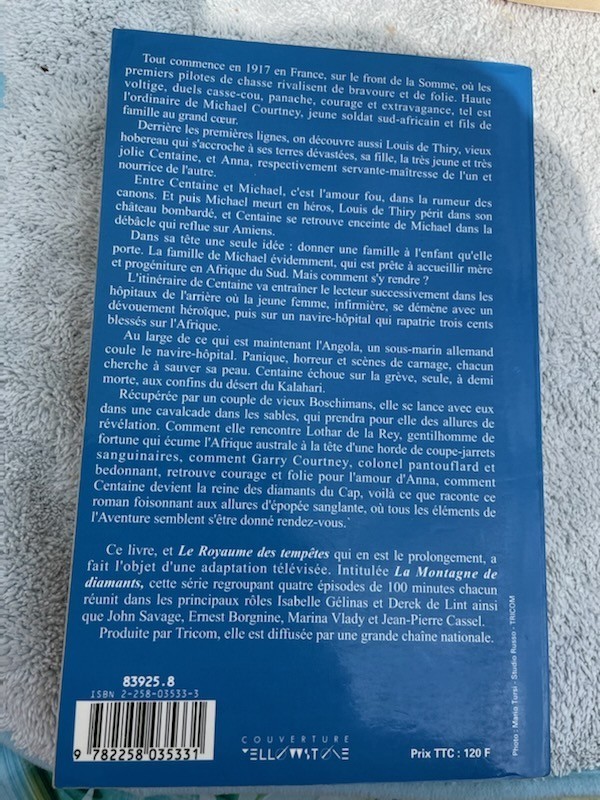 Tout commence en 1917 en France, sur le front de la Somme, où les
premiers pilotes de chasse rivalisent de bravoure et de folie. Haute
voltige, duels casse-cou, panache, courage et extravagance, tel est
l'ordinaire de Michael Courtney, jeune soldat sud-africain et fils de
famille au grand cœur.
Derrière les premières lignes, on découvre aussi Louis de Thiry, vieux
hobereau qui s'accroche à ses terres dévastées, sa fille, la très jeune et très
jolie Centaine, et Anna, respectivement servante-maîtresse de l'un et
nourrice de l'autre.
Entre Centaine et Michael, c'est l'amour fou, dans la rumeur des
canons. Et puis Michael meurt en héros, Louis de Thiry périt dans son
château bombardé, et Centaine se retrouve enceinte de Michael dans la
débâcle qui reflue sur Amiens.
Dans sa tête une seule idée : donner une famille à l'enfant qu'elle
porte. La famille de Michael évidemment, qui est prête à accueillir mère
et progéniture en Afrique du Sud. Mais comment s'y rendre ?
L'itinéraire de Centaine va entraîner le lecteur successivement dans les
hôpitaux de l'arrière où la jeune femme, infirmière, se démène avec un
dévouement héroïque, puis sur un navire-hôpital qui rapatrie trois cents
blessés sur l'Afrique.
Au large de ce qui est maintenant l'Angola, un sous-marin allemand
coule le navire-hôpital. Panique, horreur et scènes de carnage, chacun
cherche à sauver sa peau. Centaine échoue sur la grève, seule, à demi
morte, aux confins du désert du Kalahari.
Récupérée par un couple de vieux Boschimans, elle se lance avec eux
dans une cavalcade dans les sables, qui prendra pour elle des allures de
révélation. Comment elle rencontre Lothar de la Rey, gentilhomme de
fortune qui écume l'Afrique australe à la tête d'une horde de coupe-jarrets
sanguinaires, comment Garry Courtney, colonel pantouflard et
bedonnant, retrouve courage et folie pour l'amour d'Anna, comment
Centaine devient la reine des diamants du Cap, voilà ce que raconte ce
roman foisonnant aux allures d'épopée sanglante, où tous les éléments de
l'Aventure semblent s'être donné rendez-vous.
Ce livre, et Le Royaume des tempêtes qui en est le prolongement, a
fait l'objet d'une adaptation télévisée. Intitulée La Montagne de
diamants, cette série regroupant quatre épisodes de 100 minutes chacun
réunit dans les principaux rôles Isabelle Gélinas et Derek de Lint ainsi
que John Savage, Ernest Borgnine, Marina Vlady et Jean-Pierre Cassel.
Produite par Tricom, elle est diffusée par une grande chaîne nationale.
Photo : Maria Tursi - Studio Russo - TRICOM
83925.8
ISBN 2-258-03533-3
9 782258 035331
COUVERTURE
YELLOWSTONE
Prix TTC : 120 F